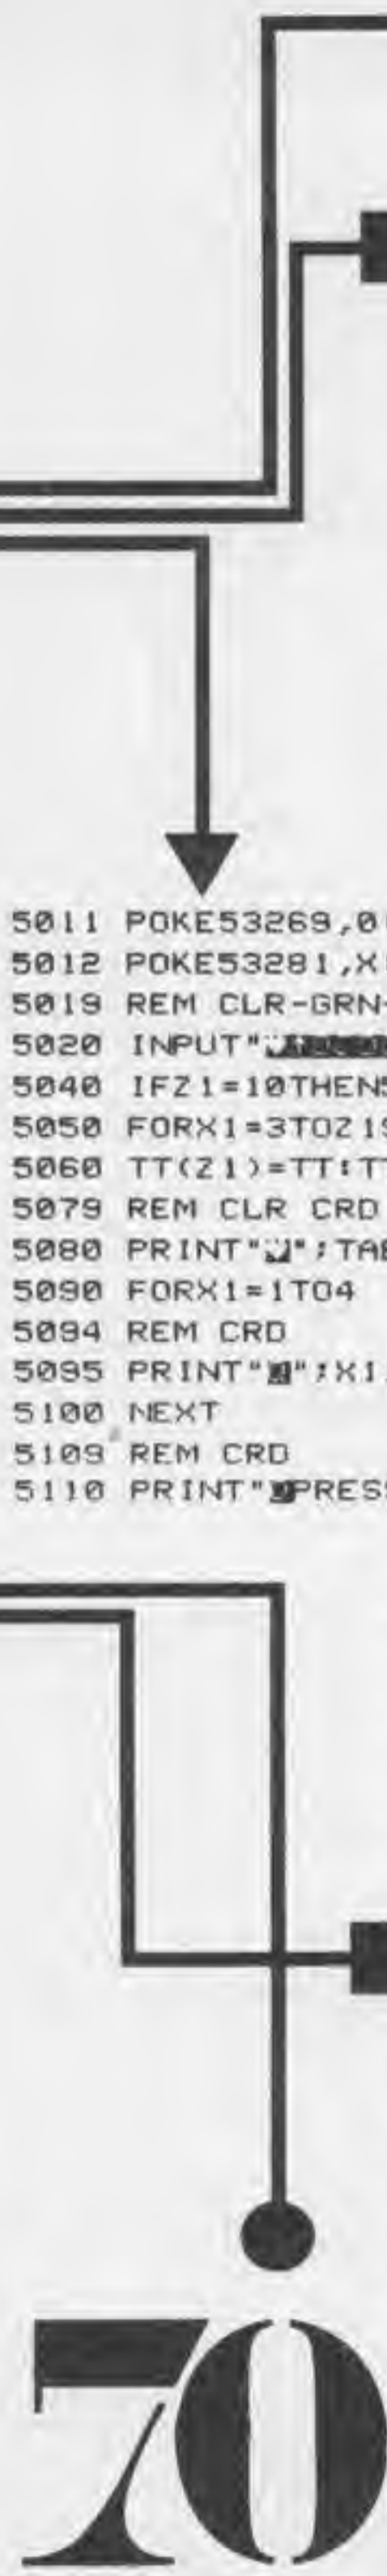 5011 POKE53269,0
5012 POKE53281,X
5019 REM CLR-GRN-
5020 INPUT"
5040 IFZ1=10THEN
5050 FORX1=3TOZ1
5060 TT(Z1)=TT:T
5079 REM CLR CRD
5080 PRINT" ";TAB
5090 FORX1=1TO4
5094 REM CRD
5095 PRINT" ";X1
5100 NEXT
5109 REM CRD
5110 PRINT" PRESS
70